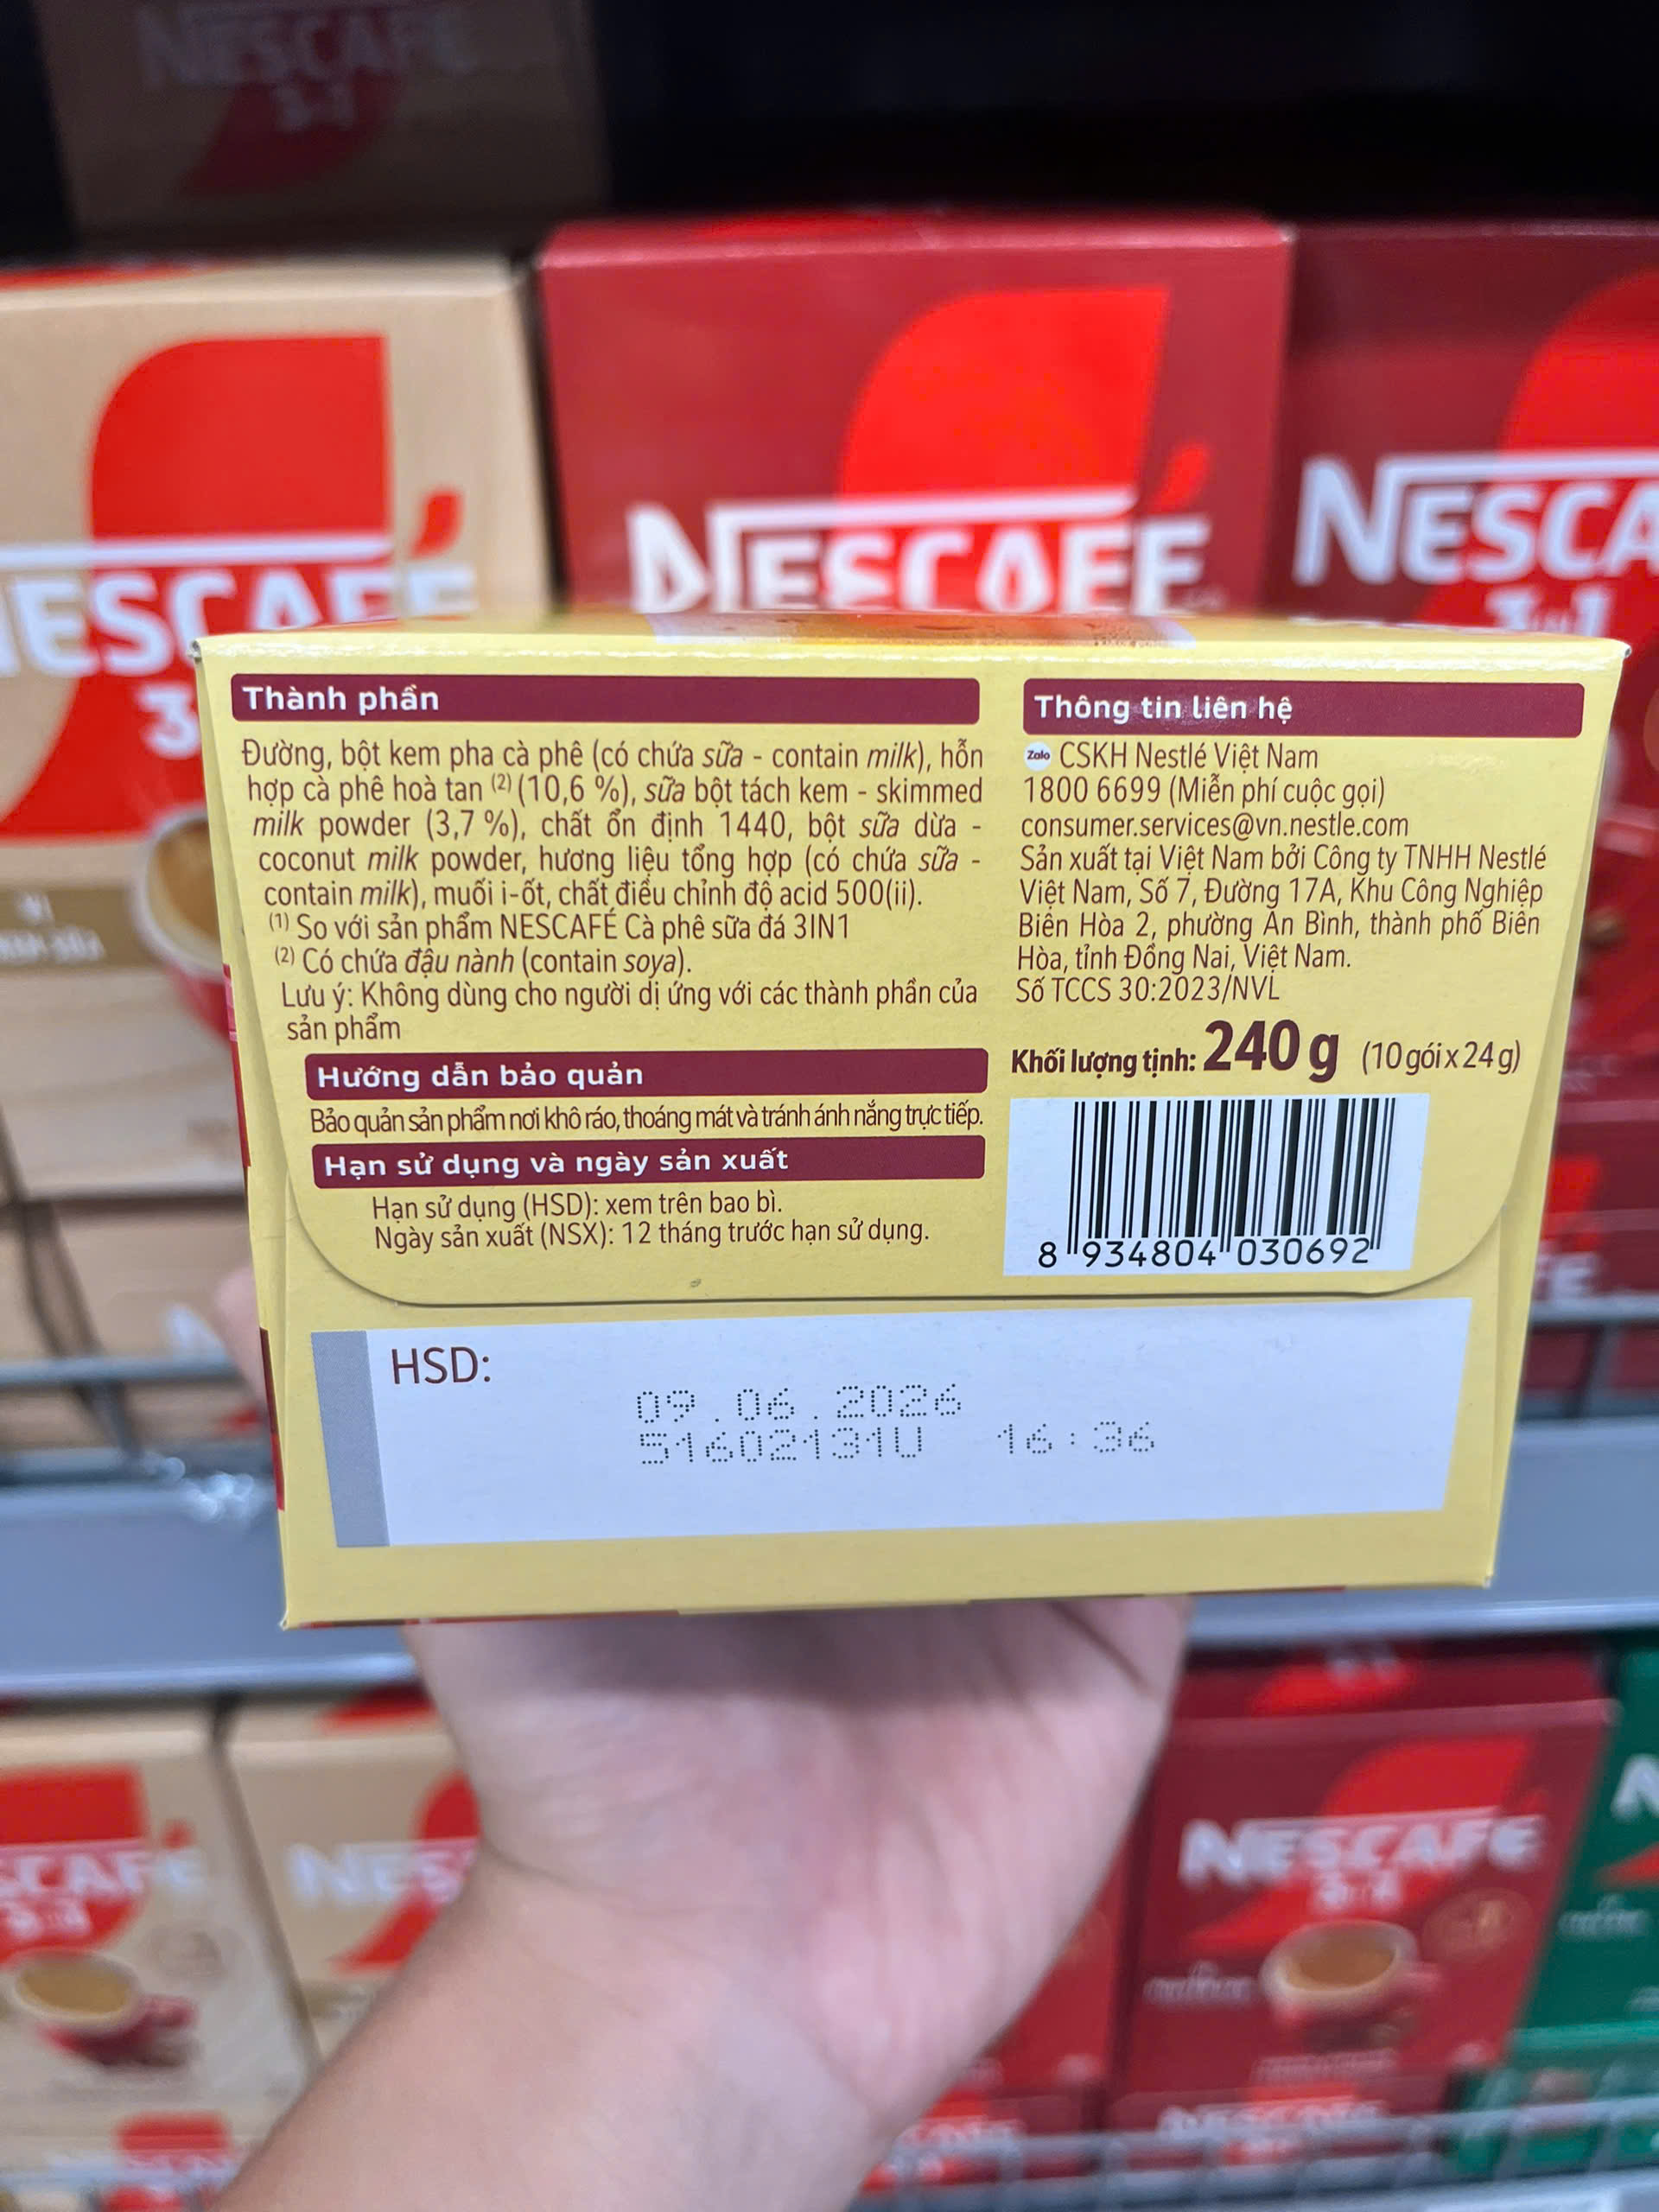 NESCAFÉ
3in1
NESCAFÉ
NESCAFÉ
NESCA
3in1
Thành phần
Đường, bột kem pha cà phê (có chứa sữa - contain milk), hỗn
hợp cà phê hoà tan (2) (10,6 %), sữa bột tách kem - skimmed
milk powder (3,7 %), chất ổn định 1440, bột sữa dừa -
coconut milk powder, hương liệu tổng hợp (có chứa sữa -
contain milk), muối i-ốt, chất điều chỉnh độ acid 500(ii).
(1) So với sản phẩm NESCAFÉ Cà phê sữa đá 3IN1
(2) Có chứa đậu nành (contain soya).
Lưu ý: Không dùng cho người dị ứng với các thành phần của
sản phẩm
Hướng dẫn bảo quản
Bảo quản sản phẩm nơi khô ráo, thoáng mát và tránh ánh nắng trực tiếp.
Hạn sử dụng và ngày sản xuất
Hạn sử dụng (HSD): xem trên bao bì.
Ngày sản xuất (NSX): 12 tháng trước hạn sử dụng.
Thông tin liên hệ
Zalo CSKH Nestlé Việt Nam
1800 6699 (Miễn phí cuộc gọi)
consumer.services@vn.nestle.com
Sản xuất tại Việt Nam bởi Công ty TNHH Nestlé
Việt Nam, Số 7, Đường 17A, Khu Công Nghiệp
Biên Hòa 2, phường An Bình, thành phố Biên
Hòa, tỉnh Đồng Nai, Việt Nam.
Số TCCS 30:2023/NVL
Khối lượng tịnh: 240 g (10 gói x 24 g)
8 934804 030692
HSD:
09.06.2026
51602131U 16:36
NESCAFÉ
3in1